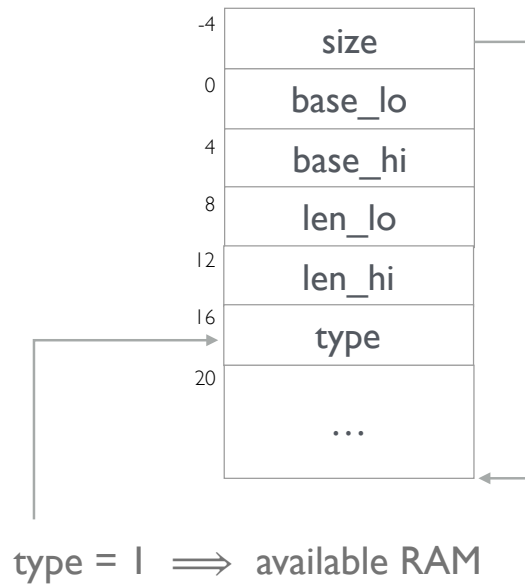 -4
size
0
base_lo
4
base_hi
8
len_lo
12
len_hi
16
type
20
...
type = 1 ⟹ available RAM